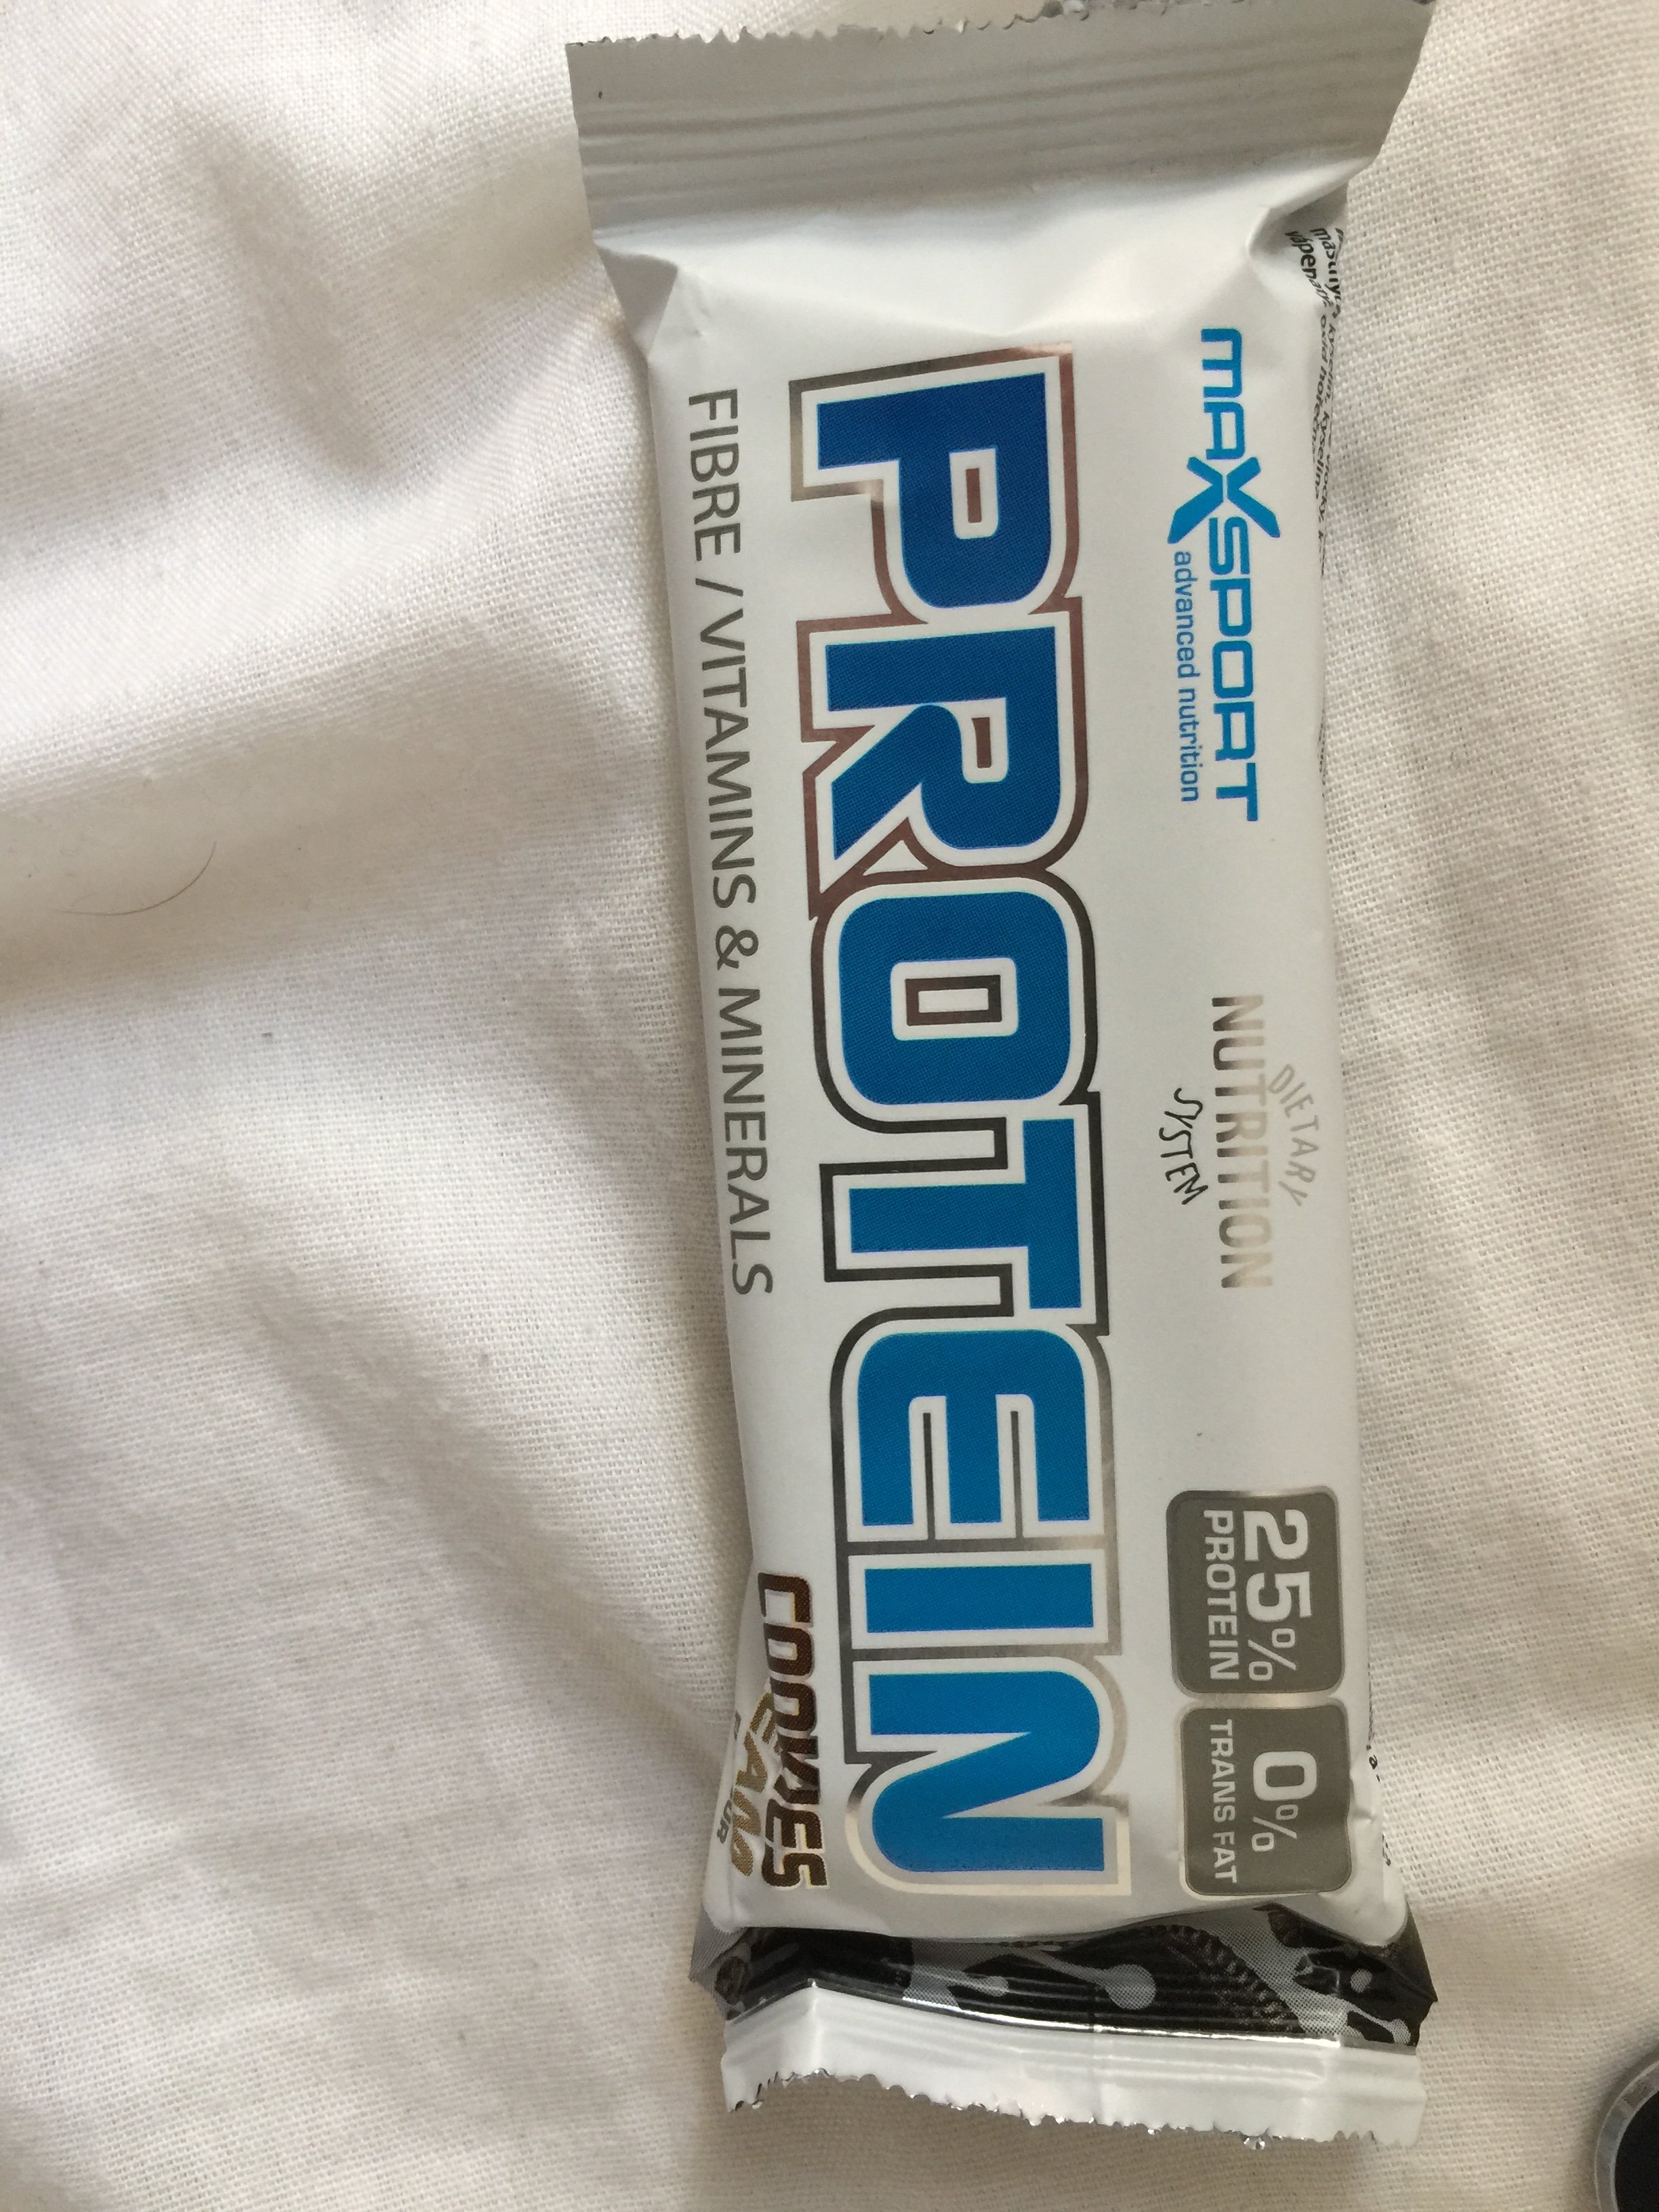 MAXSPORT
advanced nutrition
DIETARY
NUTRITION
SYSTEM
25%
PROTEIN
0%
TRANS FAT
PROTEIN
FIBRE / VITAMINS & MINERALS
COOKIES